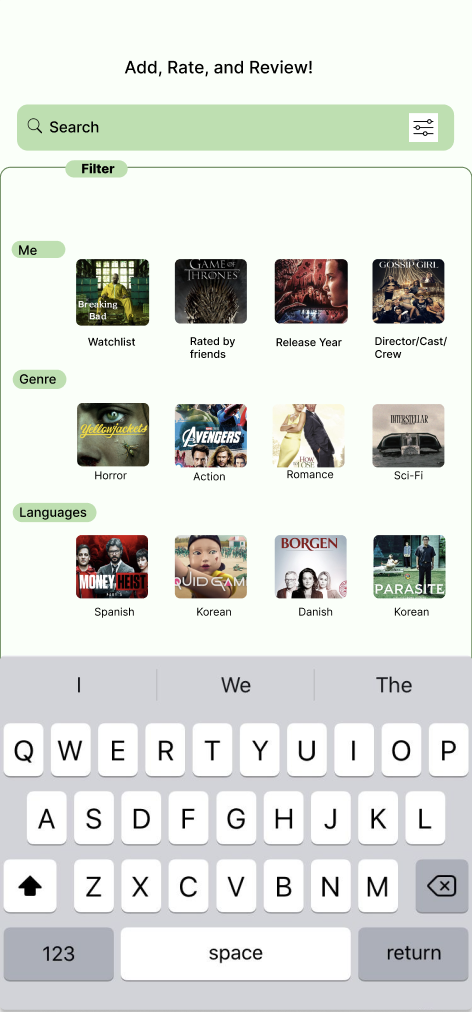 Add, Rate, and Review!
Search
Filter
Me
Breaking
Bad
GAME OF
THRONES
GOSSIP GIRL
Watchlist
Rated by
friends
Release Year
Director/Cast/
Crew
Genre
Yellowjackets
AVENGERS
HOW
TO LOSE
INTERSTELLAR
Horror
Action
Romance
Sci-Fi
Languages
MONEY HEIST
QUID GAM
BORGEN
PARASITE
Spanish
Korean
Danish
Korean
I
We
The
Q W E R T Y U I O P
A S D F G H J K L
Z X C V B N M
123
space
return